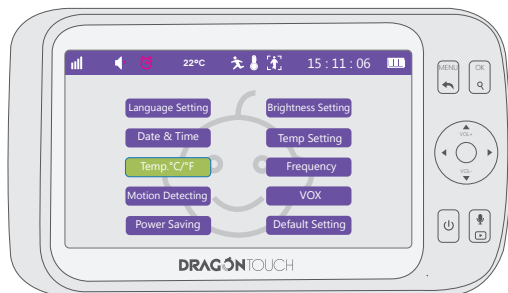 22°C 15 : 11 : 06
MENU OK
Language Setting Brightness Setting
Date & Time Temp Setting
Temp.°C/°F Frequency
Motion Detecting VOX
Power Saving Default Setting
VOL+
VOL-
DRAGONTOUCH